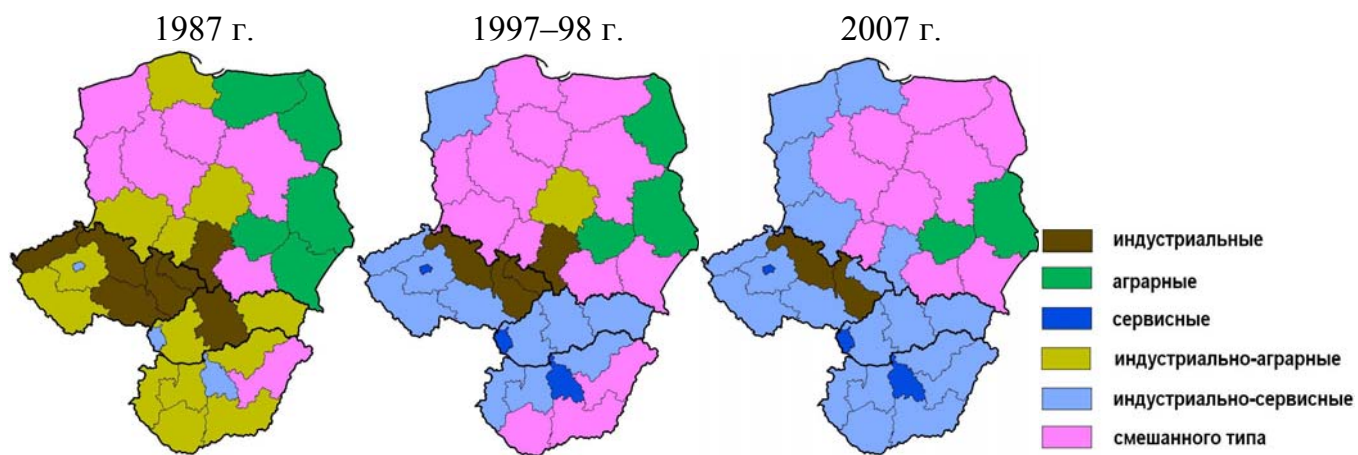 1987 г.
1997–98 г.
2007 г.
индустриальные
аграрные
сервисные
индустриально-аграрные
индустриально-сервисные
смешанного типа